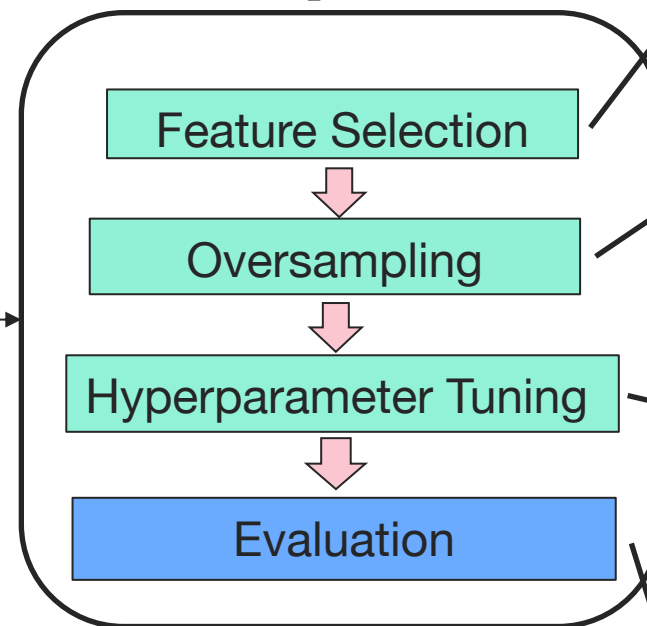 Feature Selection
Oversampling
Hyperparameter Tuning
Evaluation